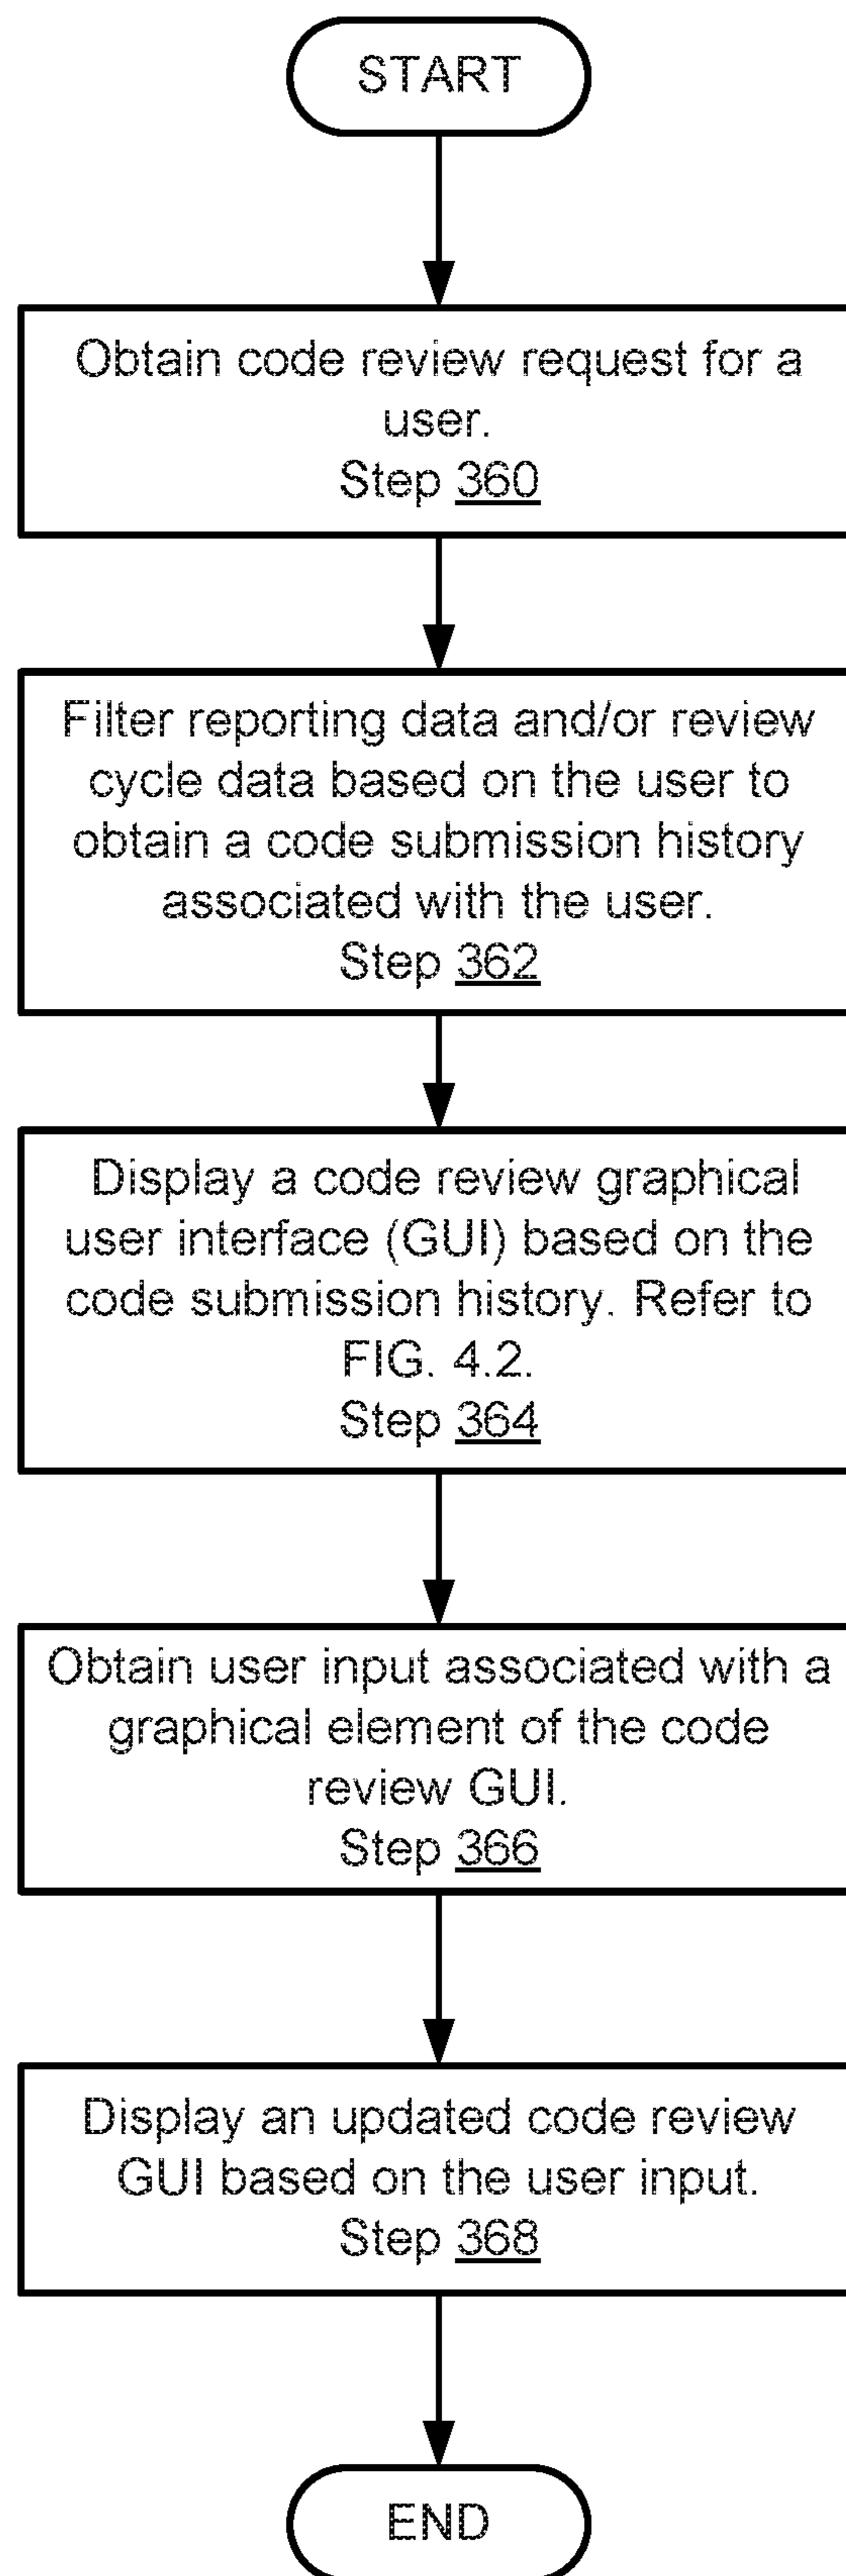 START
Obtain code review request for a
user.
Step 360
Filter reporting data and/or review
cycle data based on the user to
obtain a code submission history
associated with the user.
Step 362
Display a code review graphical
user interface (GUI) based on the
code submission history. Refer to
FIG. 4.2.
Step 364
Obtain user input associated with a
graphical element of the code
review GUI.
Step 366
Display an updated code review
GUI based on the user input.
Step 368
END